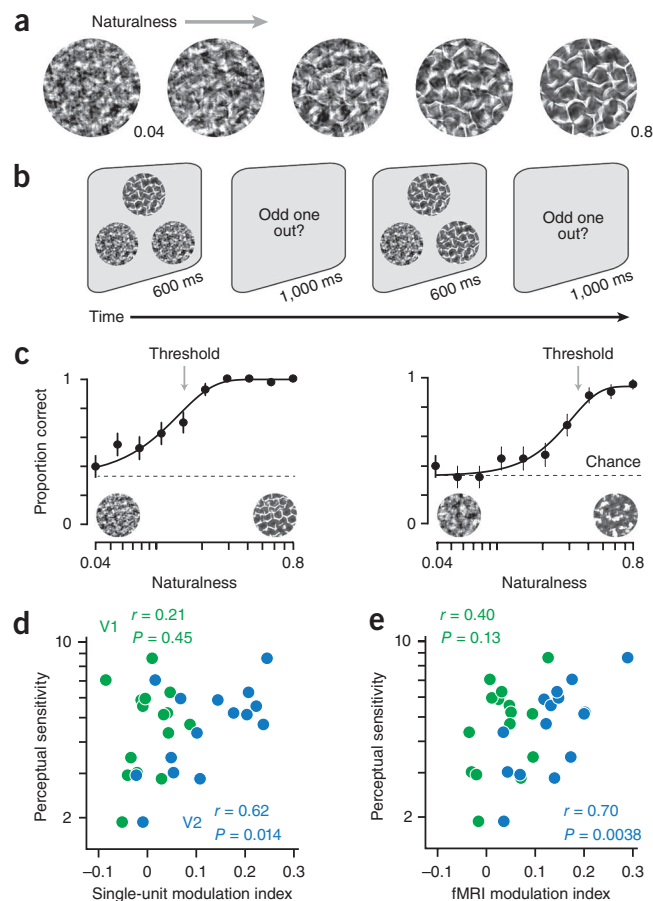 a
Naturalness
0.04
0.8
b
Odd one
out?
Odd one
out?
600 ms
1,000 ms
600 ms
1,000 ms
Time
c
Threshold
Threshold
1
1
Proportion correct
Chance
0
0
0.04
0.8
0.04
0.8
Naturalness
Naturalness
d
r = 0.21
P = 0.45
V1
10
Perceptual sensitivity
2
V2
r = 0.62
P = 0.014
–0.1
0
0.1
0.2
0.3
Single-unit modulation index
e
r = 0.40
P = 0.13
10
Perceptual sensitivity
2
r = 0.70
P = 0.0038
–0.1
0
0.1
0.2
0.3
fMRI modulation index